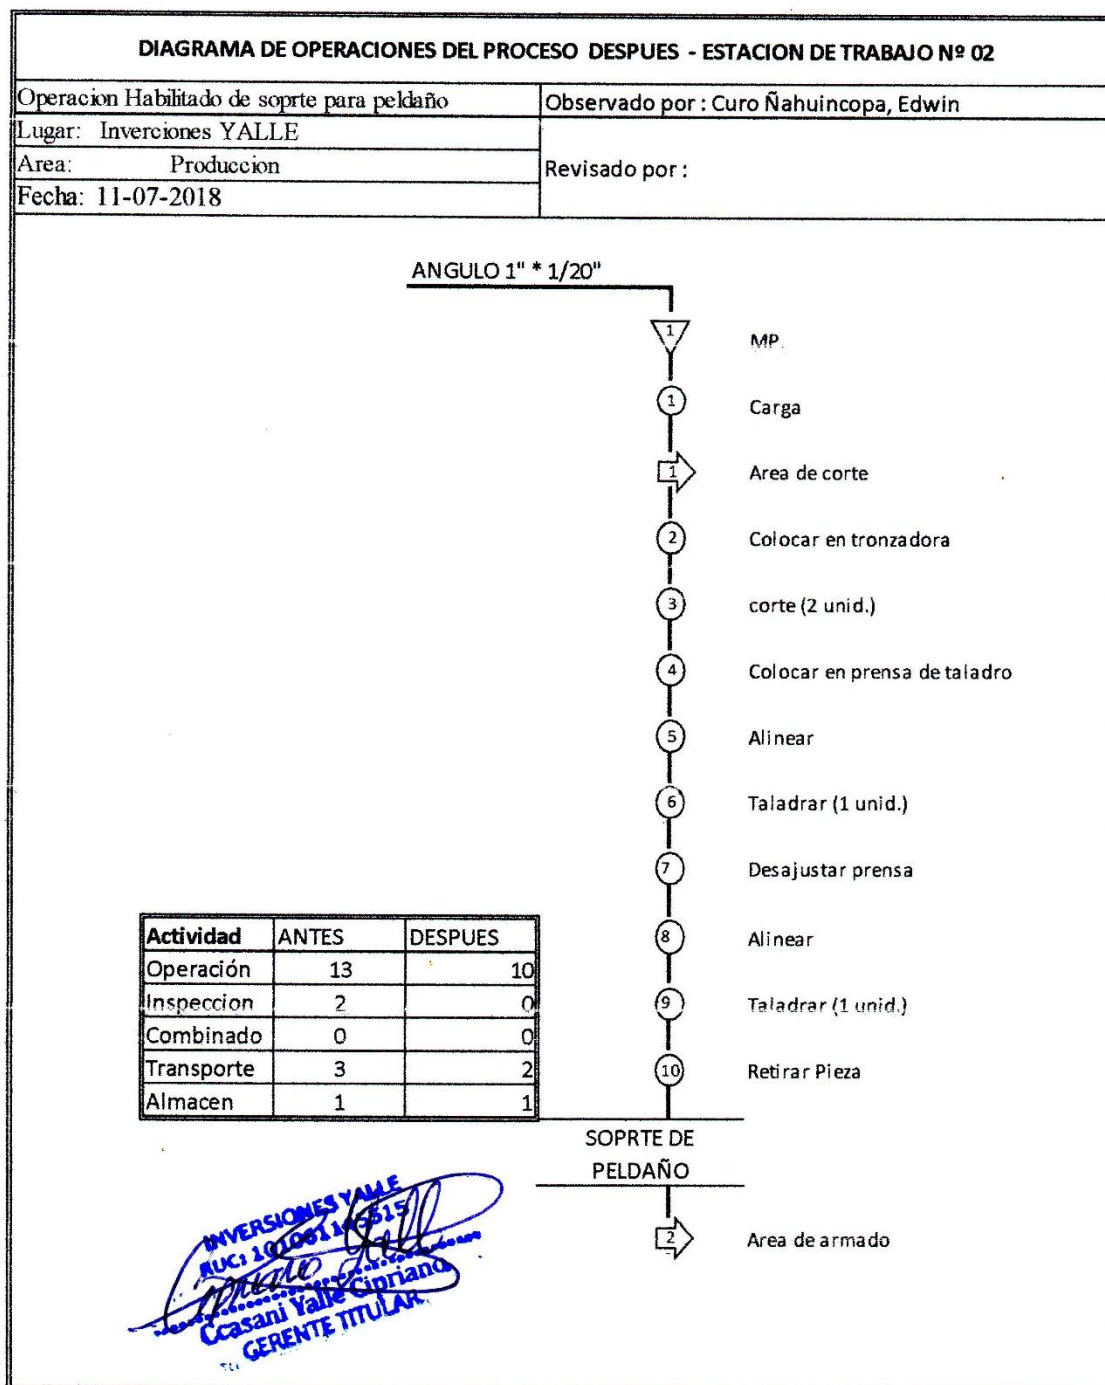 DIAGRAMA DE OPERACIONES DEL PROCESO DESPUES - ESTACION DE TRABAJO Nº 02
Operacion Habilitado de soprte para peldaño
Observado por : Curo Ñahuincopa, Edwin
Lugar: Inverciones YALLE
Area: Produccion
Revisado por :
Fecha: 11-07-2018
ANGULO 1" * 1/20"
1 MP.
1 Carga
1 Area de corte
2 Colocar en tronzadora
3 corte (2 unid.)
4 Colocar en prensa de taladro
5 Alinear
6 Taladrar (1 unid.)
7 Desajustar prensa
8 Alinear
9 Taladrar (1 unid.)
10 Retirar Pieza
Actividad ANTES DESPUES
Operación 13 10
Inspeccion 2 0
Combinado 0 0
Transporte 3 2
Almacen 1 1
SOPRTE DE
PELDAÑO
2 Area de armado
INVERSIONES YALLE
RUC:
Ccasani Yalle Cipriano
GERENTE TITULAR